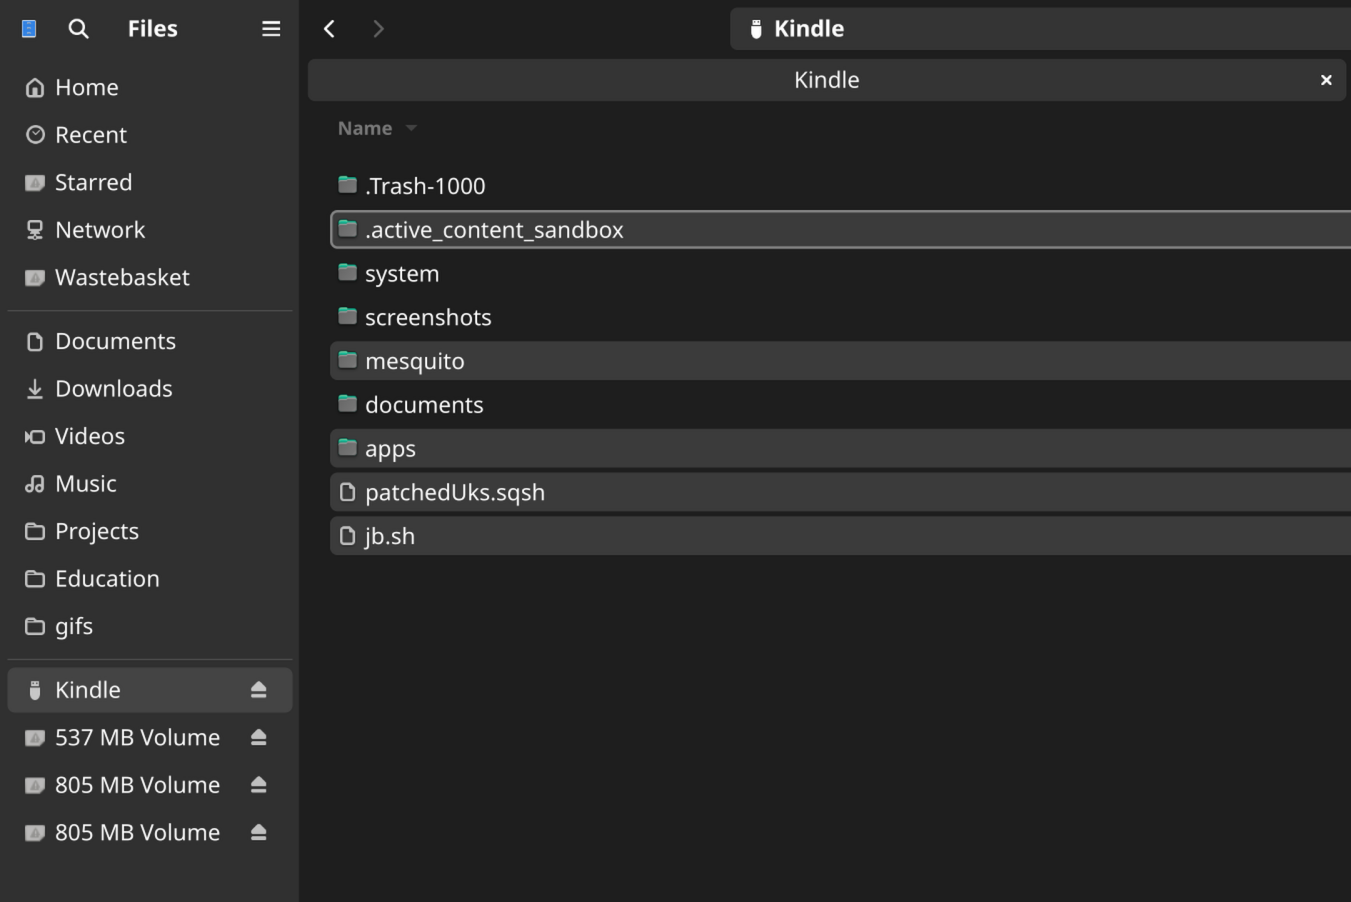 Files
Home
Recent
Starred
Network
Wastebasket
Documents
Downloads
Videos
Music
Projects
Education
gifs
Kindle
537 MB Volume
805 MB Volume
805 MB Volume
Kindle
Kindle
Name
.Trash-1000
.active_content_sandbox
system
screenshots
mesquito
documents
apps
patchedUks.sqsh
jb.sh